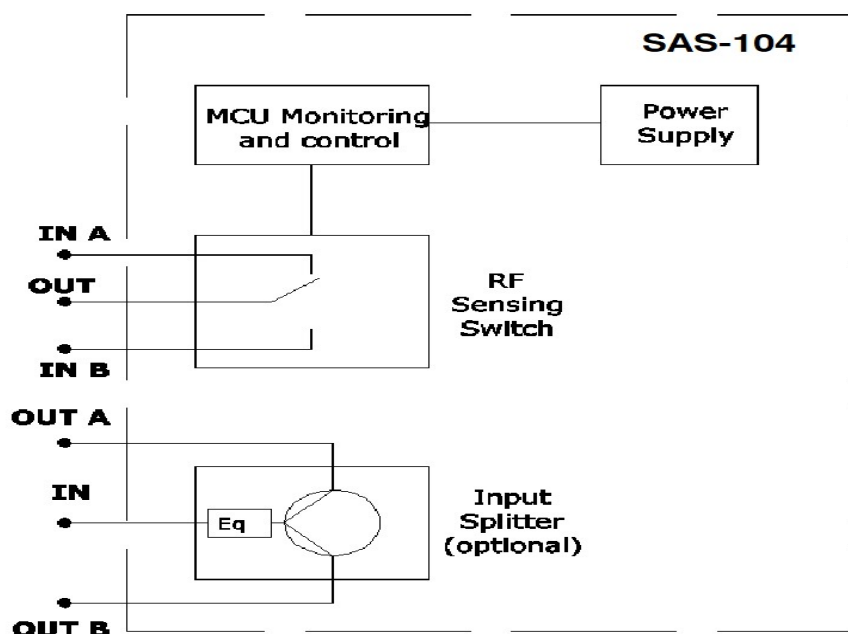 SAS-104
MCU Monitoring
and control
Power
Supply
IN A
OUT
IN B
RF
Sensing
Switch
OUT A
IN
OUT B
Eq
Input
Splitter
(optional)